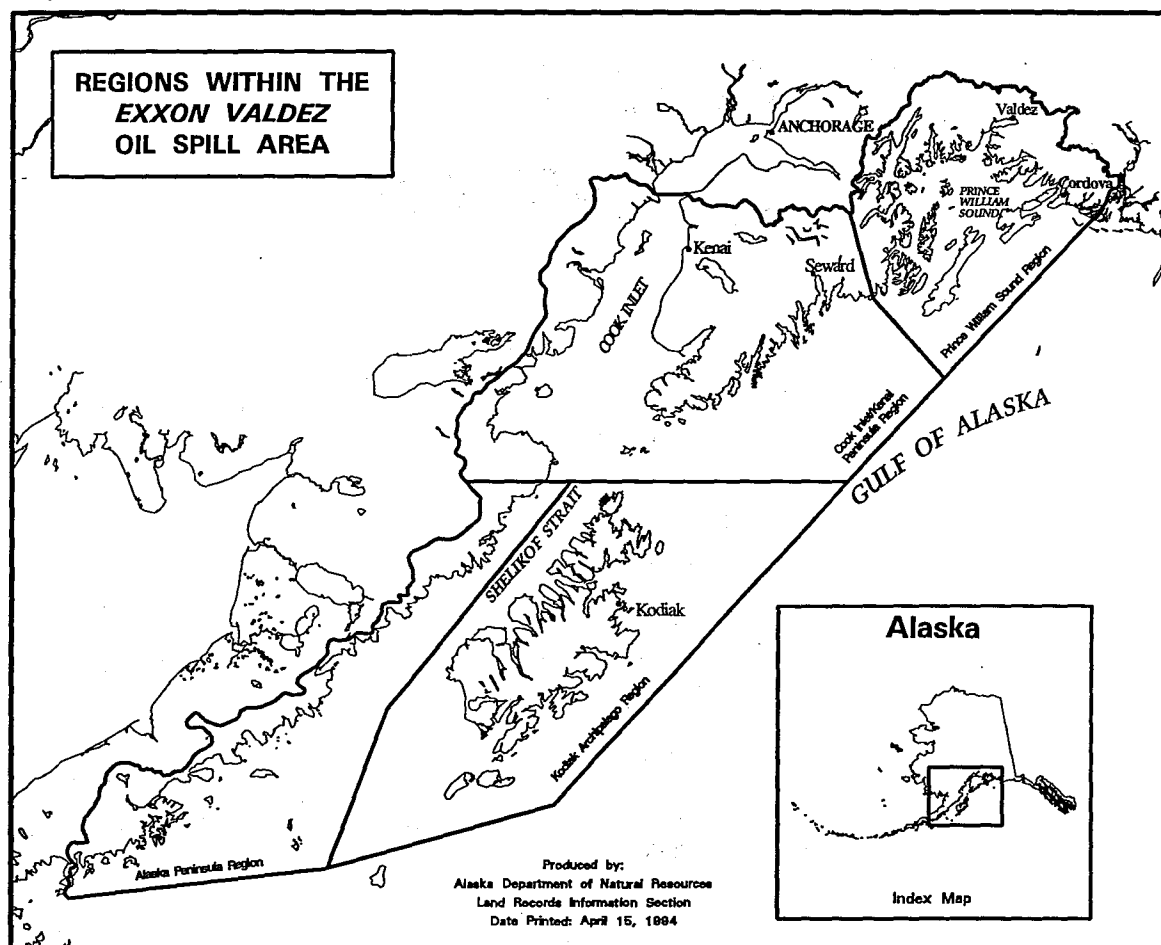 REGIONS WITHIN THE
EXXON VALDEZ
OIL SPILL AREA
ANCHORAGE
Valdez
Cordova
PRINCE
WILLIAM
SOUND
Kenai
Seward
COOK INLET
Prince William Sound Region
Cook Inlet/Kenai
Peninsula Region
GULF OF ALASKA
SHELIKOF STRAIT
Kodiak
Kodiak Archipelago Region
Alaska Peninsula Region
Alaska
Index Map
Produced by:
Alaska Department of Natural Resources
Land Records Information Section
Date Printed: April 15, 1994